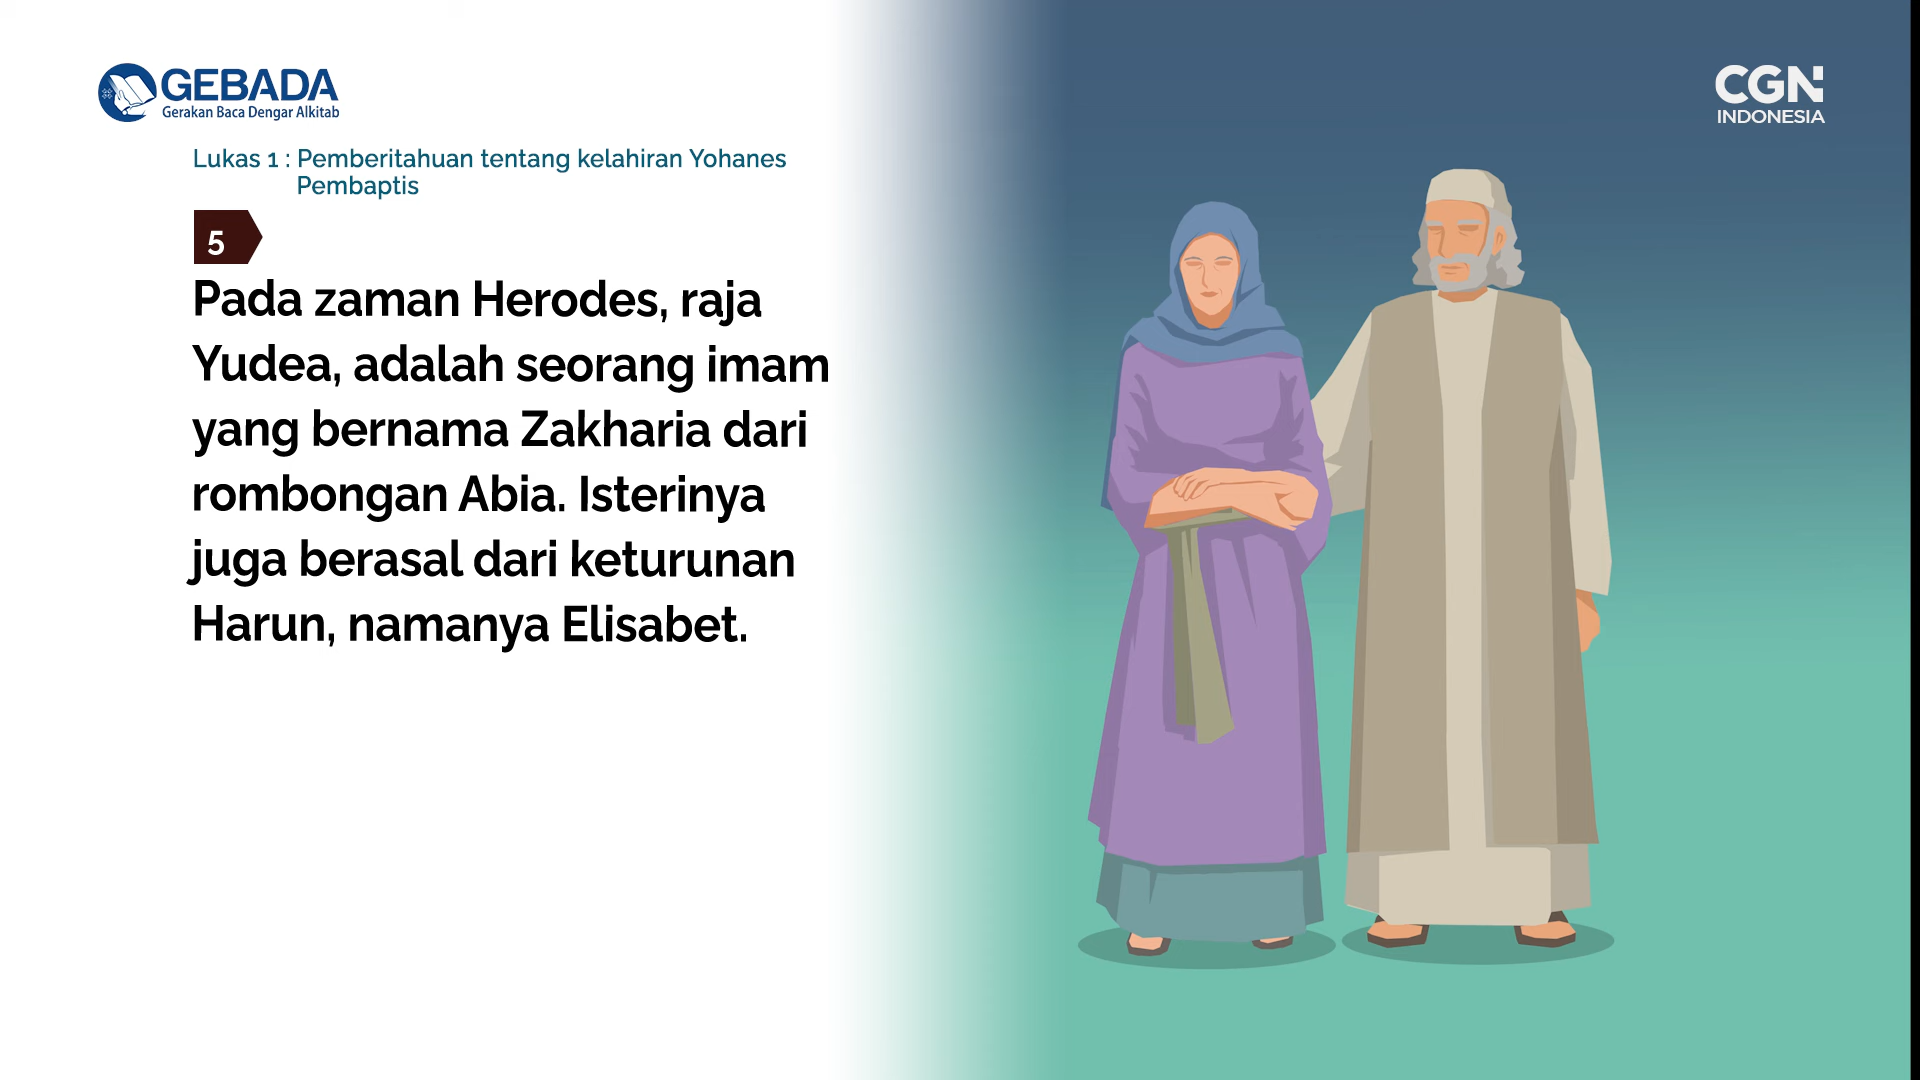 GEBADA
Gerakan Baca Dengar Alkitab
CGN
INDONESIA
Lukas 1 : Pemberitahuan tentang kelahiran Yohanes
Pembaptis
5
Pada zaman Herodes, raja
Yudea, adalah seorang imam
yang bernama Zakharia dari
rombongan Abia. Isterinya
juga berasal dari keturunan
Harun, namanya Elisabet.